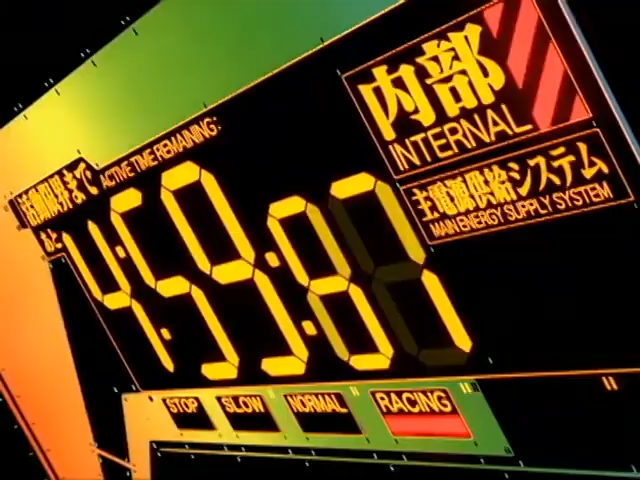 活動限界まで
ACTIVE TIME REMAINING:
あと
4:59:87
内部
INTERNAL
主電源供給システム
MAIN ENERGY SUPPLY SYSTEM
STOP SLOW NORMAL RACING